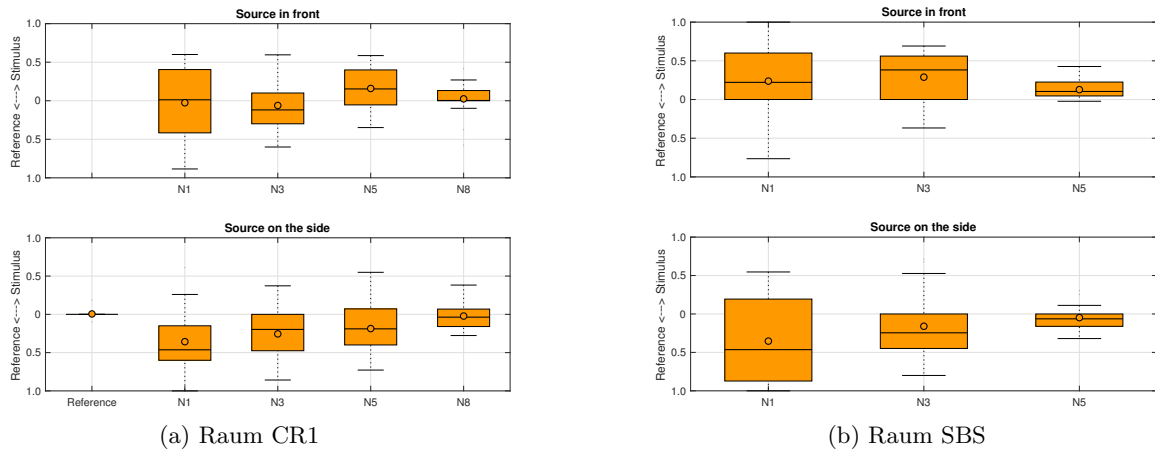 Source in front
Reference <---> Stimulus
1.0
0.5
0
0.5
1.0
N1 N3 N5 N8
Source on the side
Reference <---> Stimulus
1.0
0.5
0
0.5
1.0
Reference N1 N3 N5 N8
(a) Raum CR1
Source in front
Reference <---> Stimulus
1.0
0.5
0
0.5
1.0
N1 N3 N5
Source on the side
Reference <---> Stimulus
1.0
0.5
0
0.5
1.0
N1 N3 N5
(b) Raum SBS